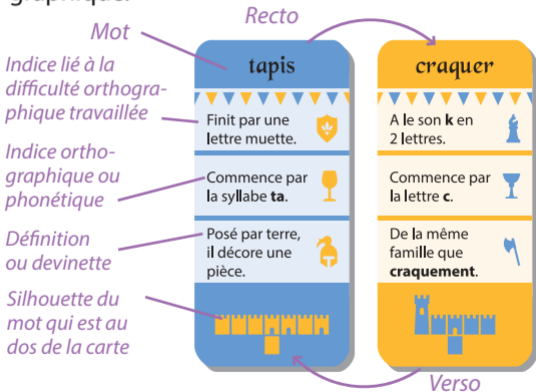 graphique.
Recto
Mot
Indice lié à la
difficulté orthogra-
phique travaillée
Indice ortho-
graphique ou
phonétique
Définition
ou devinette
Silhouette du
mot qui est au
dos de la carte
tapis
Finit par une
lettre muette.
Commence par
la syllabe ta.
Posé par terre,
il décore une
pièce.
craquer
A le son k en
2 lettres.
Commence par
la lettre c.
De la même
famille que
craquement.
Verso